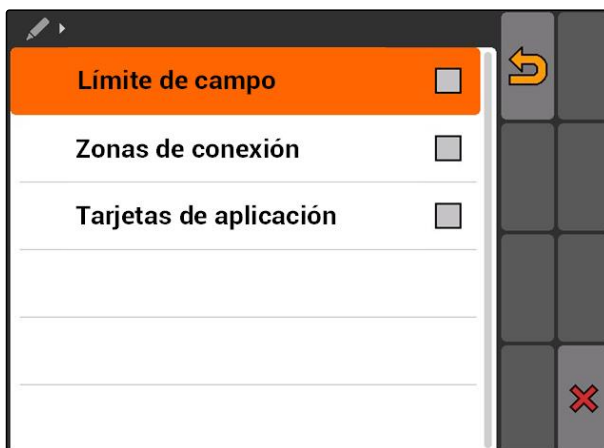 Límite de campo
Zonas de conexión
Tarjetas de aplicación